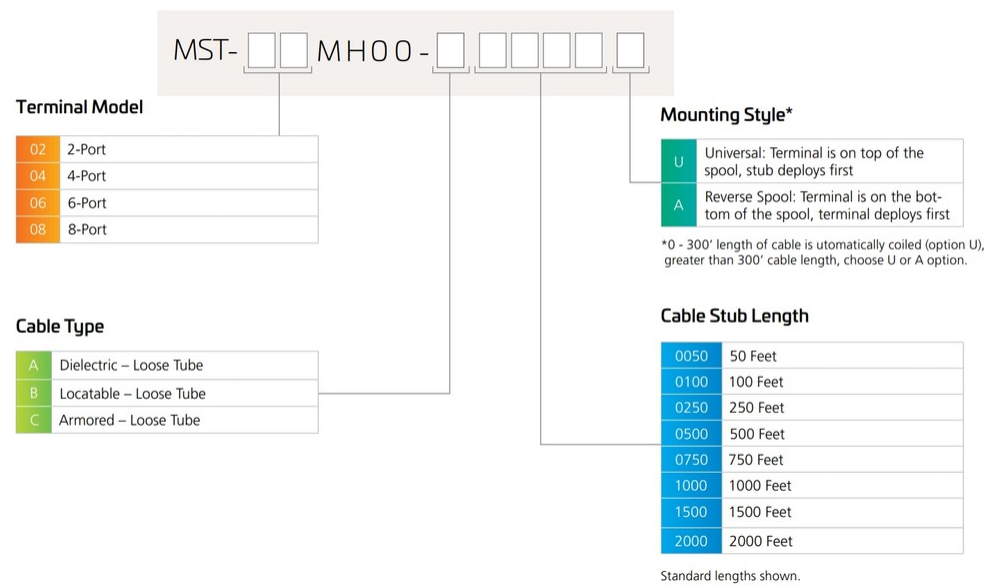 MST- MH00 -
Terminal Model
02 2-Port
04 4-Port
06 6-Port
08 8-Port
Cable Type
A Dielectric – Loose Tube
B Locatable – Loose Tube
C Armored – Loose Tube
Mounting Style*
U Universal: Terminal is on top of the
spool, stub deploys first
A Reverse Spool: Terminal is on the bot-
tom of the spool, terminal deploys first
*0 - 300’ length of cable is utomatically coiled (option U),
greater than 300’ cable length, choose U or A option.
Cable Stub Length
0050 50 Feet
0100 100 Feet
0250 250 Feet
0500 500 Feet
0750 750 Feet
1000 1000 Feet
1500 1500 Feet
2000 2000 Feet
Standard lengths shown.